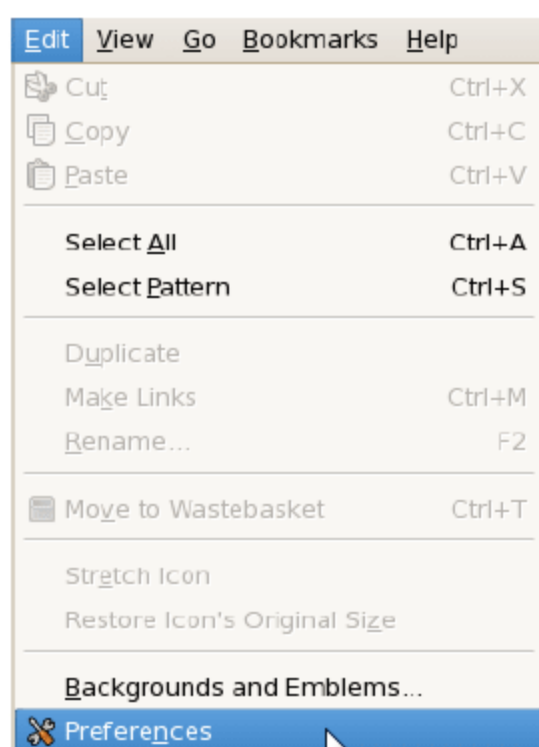 Edit View Go Bookmarks Help
Cut Ctrl+X
Copy Ctrl+C
Paste Ctrl+V
Select All Ctrl+A
Select Pattern Ctrl+S
Duplicate
Make Links Ctrl+M
Rename... F2
Move to Wastebasket Ctrl+T
Stretch Icon
Restore Icon's Original Size
Backgrounds and Emblems...
Preferences